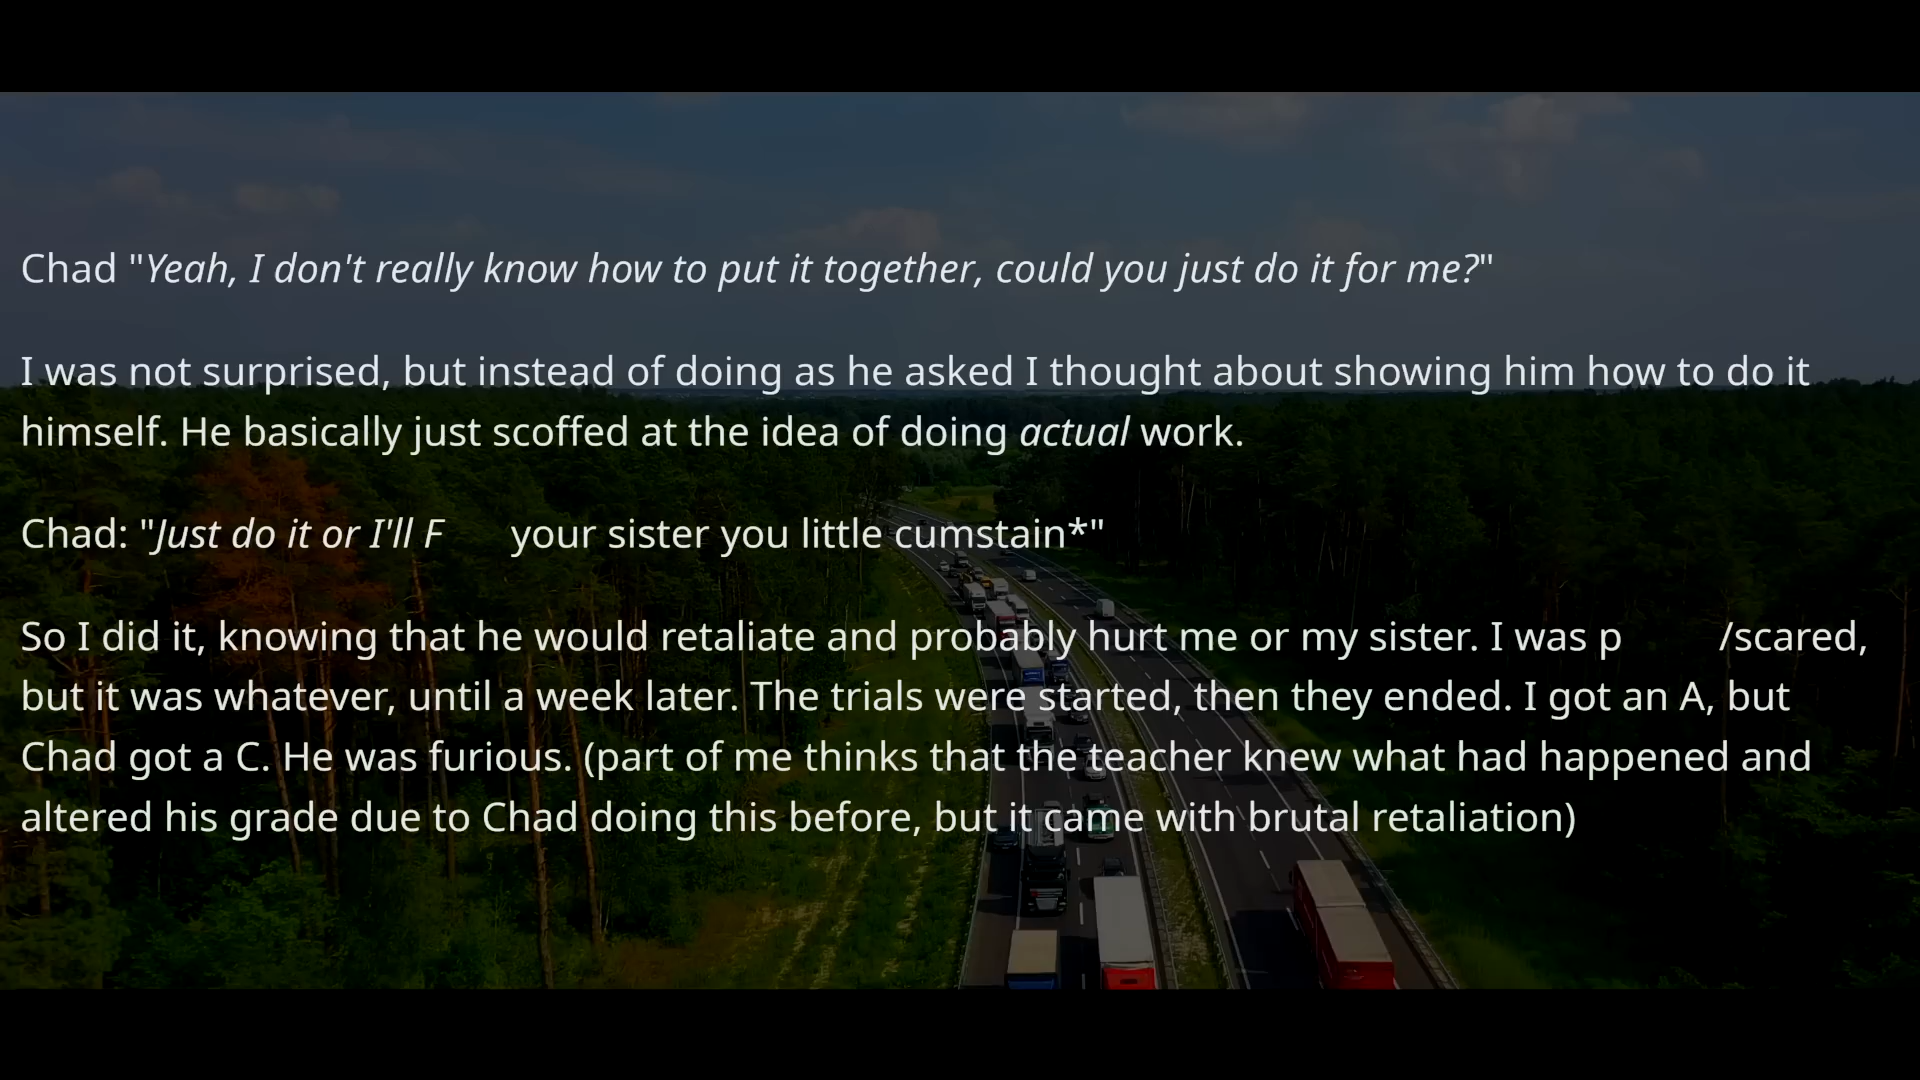 Chad "Yeah, I don't really know how to put it together, could you just do it for me?"
I was not surprised, but instead of doing as he asked I thought about showing him how to do it
himself. He basically just scoffed at the idea of doing actual work.
Chad: "Just do it or I'll F your sister you little cumstain*"
So I did it, knowing that he would retaliate and probably hurt me or my sister. I was p /scared,
but it was whatever, until a week later. The trials were started, then they ended. I got an A, but
Chad got a C. He was furious. (part of me thinks that the teacher knew what had happened and
altered his grade due to Chad doing this before, but it came with brutal retaliation)